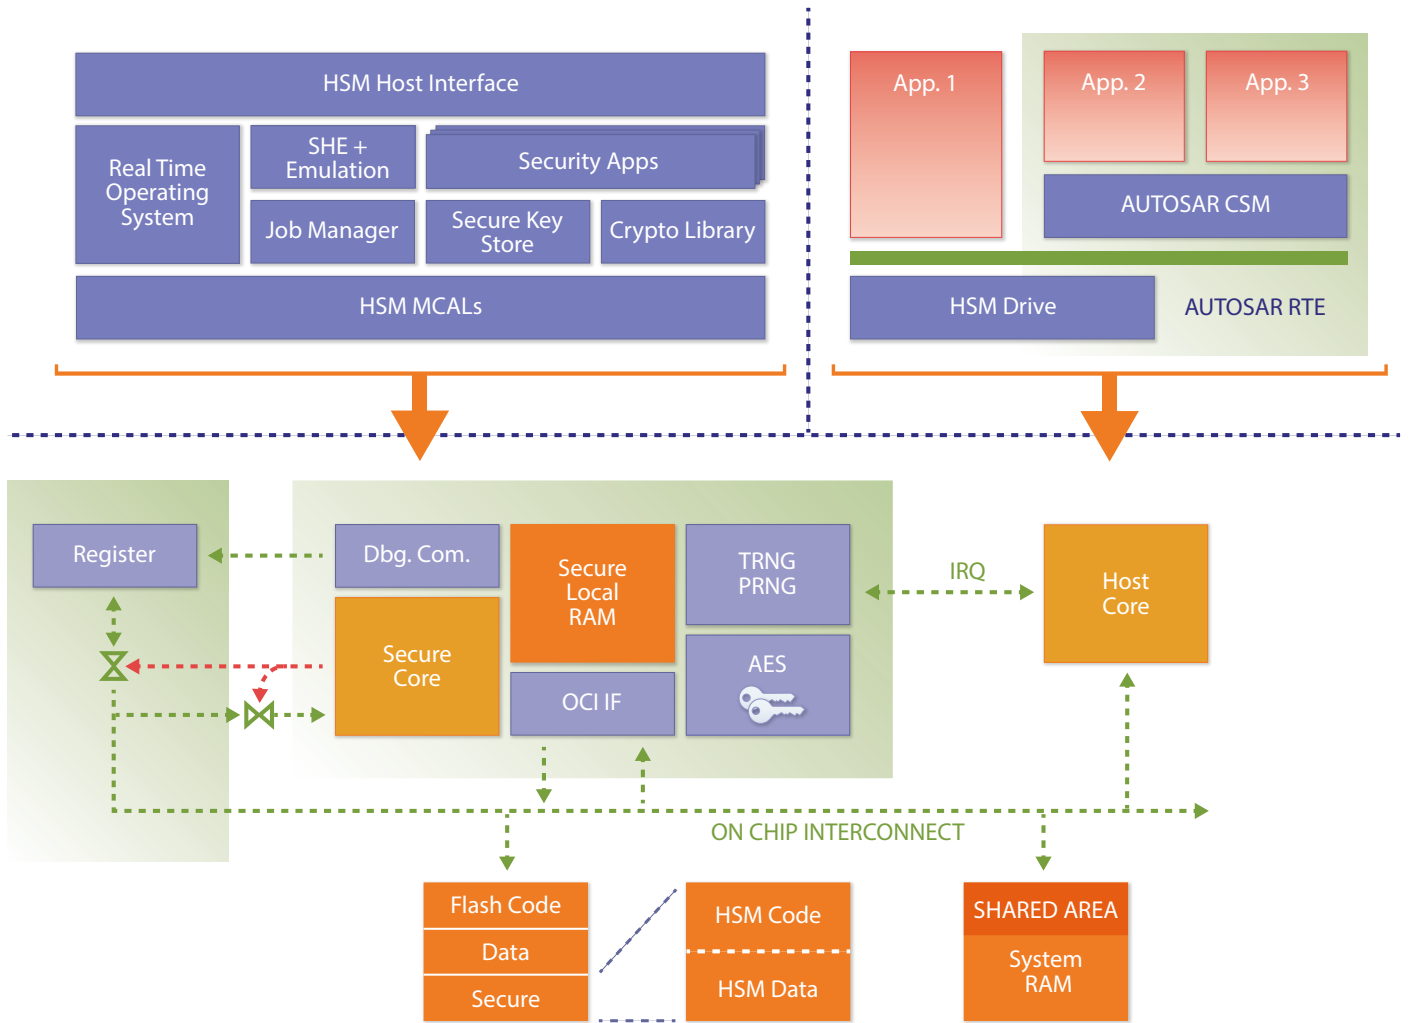 HSM Host Interface
Real Time
Operating
System
SHE +
Emulation
Security Apps
Job Manager
Secure Key
Store
Crypto Library
HSM MCALs
App. 1
App. 2
App. 3
AUTOSAR CSM
HSM Drive
AUTOSAR RTE
Register
Dbg. Com.
Secure
Core
Secure
Local
RAM
OCI IF
TRNG
PRNG
AES
IRQ
Host
Core
ON CHIP INTERCONNECT
Flash Code
Data
Secure
HSM Code
HSM Data
SHARED AREA
System
RAM